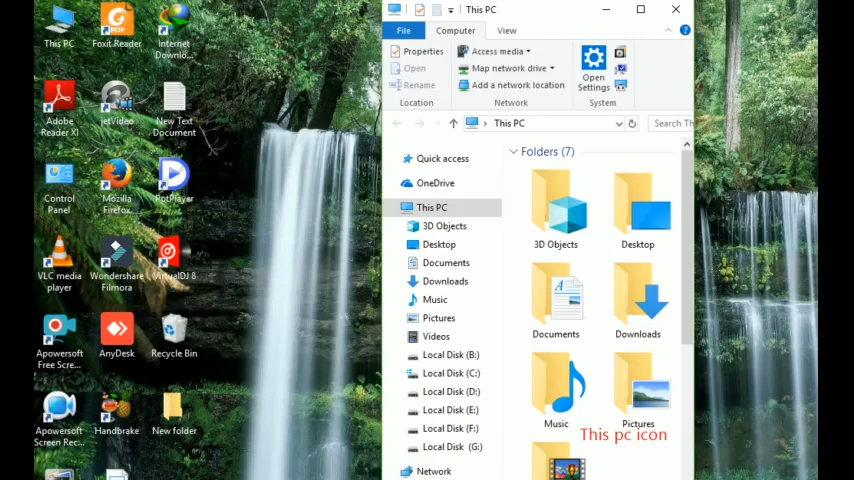 This PC
Foxit Reader
Internet
Downlo...
Adobe
Reader XI
jetVideo
New Text
Document
Control
Panel
Mozilla
Firefox
PotPlayer
VLC media
player
Wondershare
Filmora
VirtualDJ 8
Apowersoft
Free Scre...
AnyDesk
Recycle Bin
Apowersoft
Screen Rec...
Handbrake
New folder
This PC
File
Computer
View
Properties
Open
Rename
Location
Access media
Map network drive
Add a network location
Network
Open
Settings
System
This PC
Search Th
Quick access
OneDrive
This PC
3D Objects
Desktop
Documents
Downloads
Music
Pictures
Videos
Local Disk (B:)
Local Disk (C:)
Local Disk (D:)
Local Disk (E:)
Local Disk (F:)
Local Disk (G:)
Network
Folders (7)
3D Objects
Desktop
Documents
Downloads
Music
Pictures
This pc icon